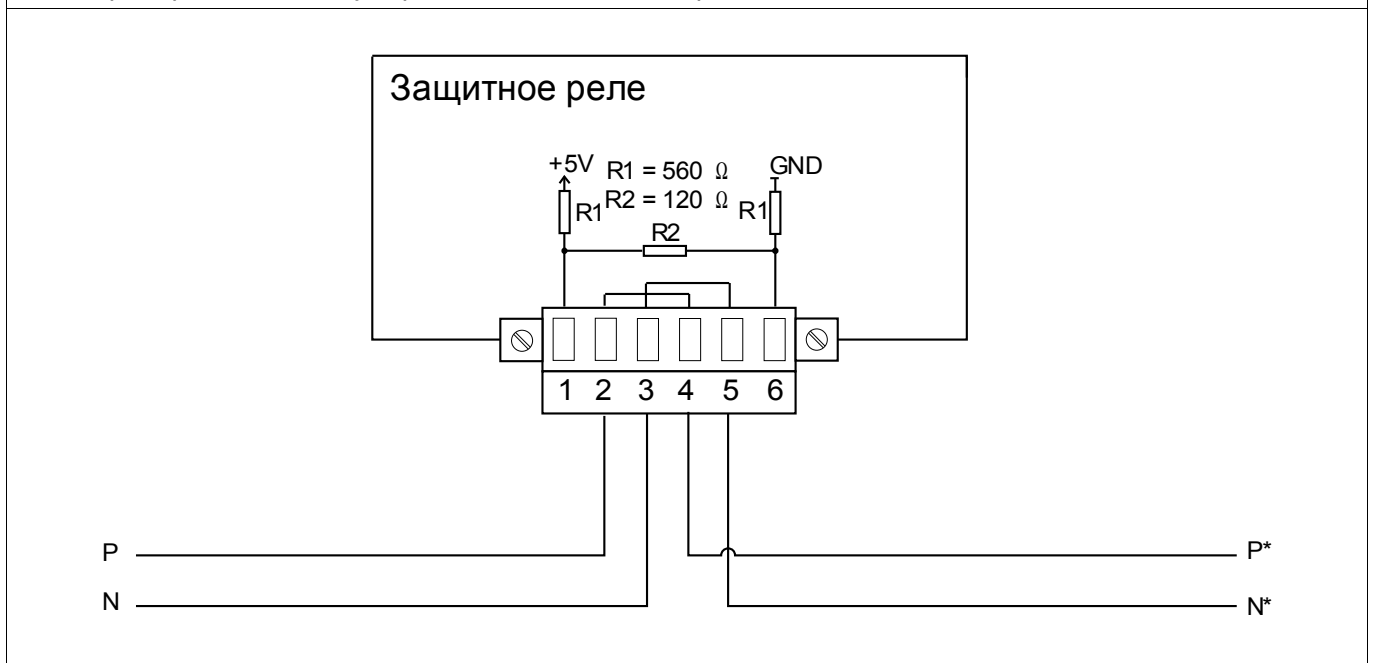 Защитное реле
+5V R1 = 560 Ω GND
R1 R2 = 120 Ω R1
R2
1 2 3 4 5 6
P P*
N N*